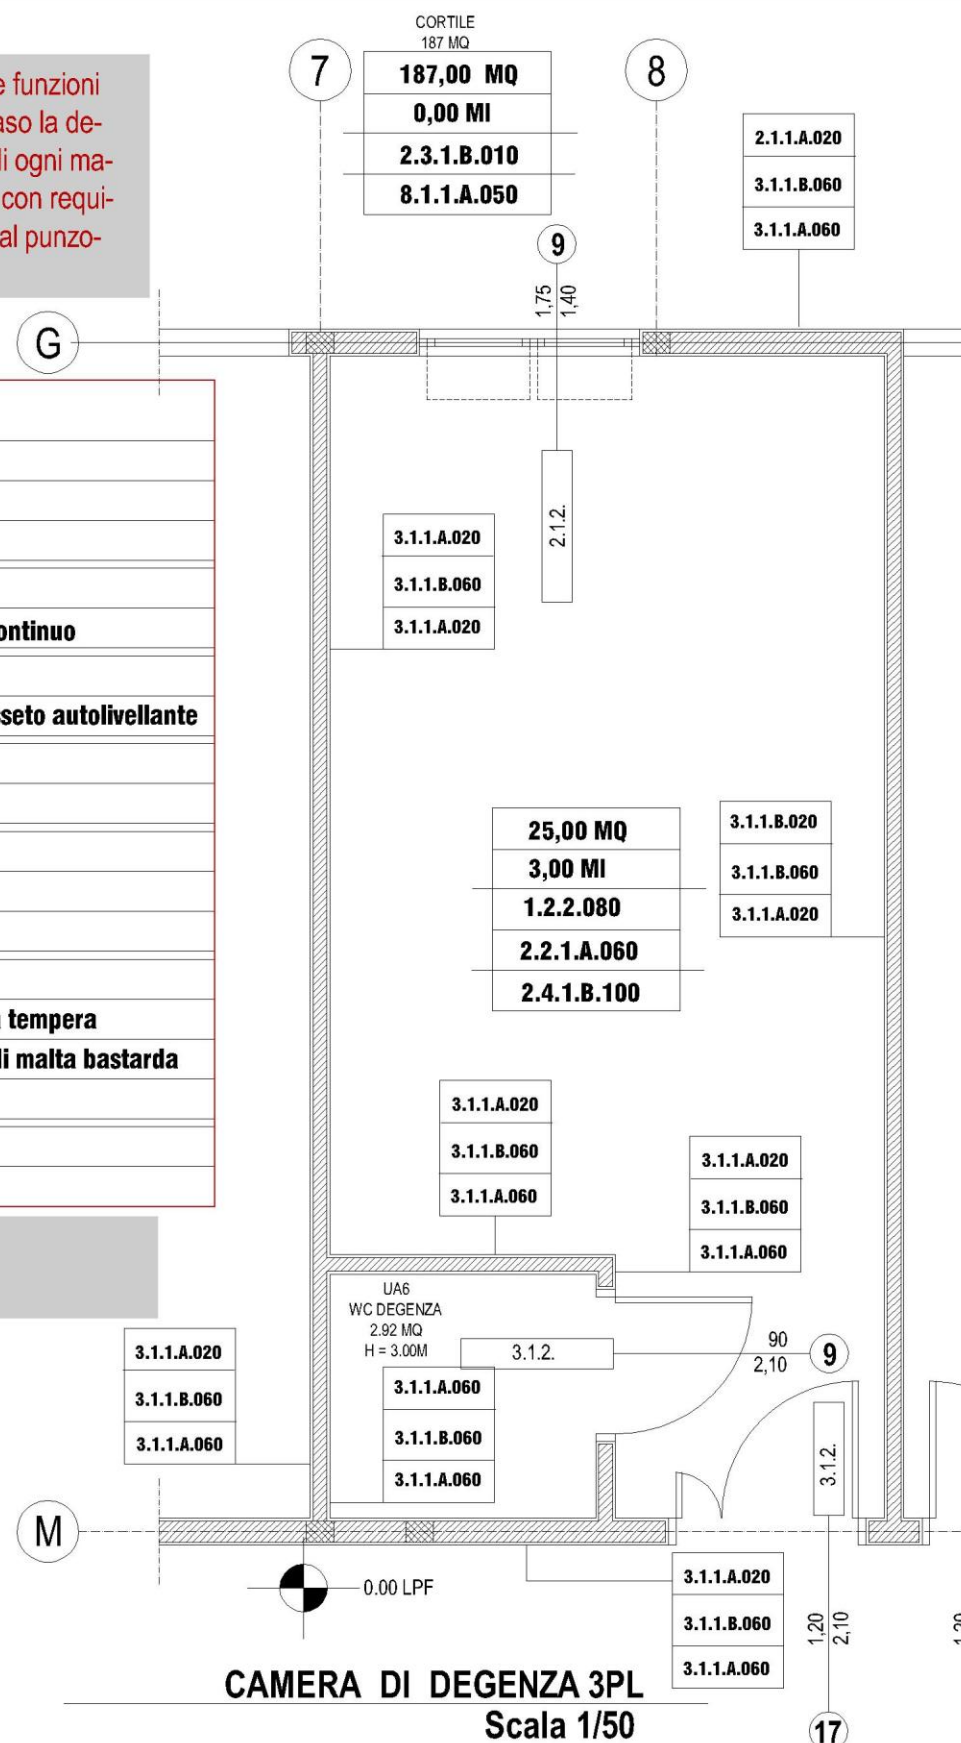 CORTILE
187 MQ
187,00 MQ
0,00 MI
2.3.1.B.010
8.1.1.A.050
7
8
2.1.1.A.020
3.1.1.B.060
3.1.1.A.060
e funzioni
aso la de-
li ogni ma-
con requi-
al punzo-
9
1,75
1,40
G
2.1.2.
3.1.1.A.020
3.1.1.B.060
3.1.1.A.020
ontinuo
seto autolivellante
25,00 MQ
3,00 MI
1.2.2.080
2.2.1.A.060
2.4.1.B.100
3.1.1.B.020
3.1.1.B.060
3.1.1.A.020
tempera
li malta bastarda
3.1.1.A.020
3.1.1.B.060
3.1.1.A.060
3.1.1.A.020
3.1.1.B.060
3.1.1.A.060
UA6
WC DEGENZA
2.92 MQ
H = 3.00M
3.1.2.
90
2,10
9
3.1.1.A.020
3.1.1.B.060
3.1.1.A.060
3.1.1.A.060
3.1.1.B.060
3.1.1.A.060
3.1.2.
M
0.00 LPF
3.1.1.A.020
3.1.1.B.060
3.1.1.A.060
1,20
2,10
CAMERA DI DEGENZA 3PL
Scala 1/50
17